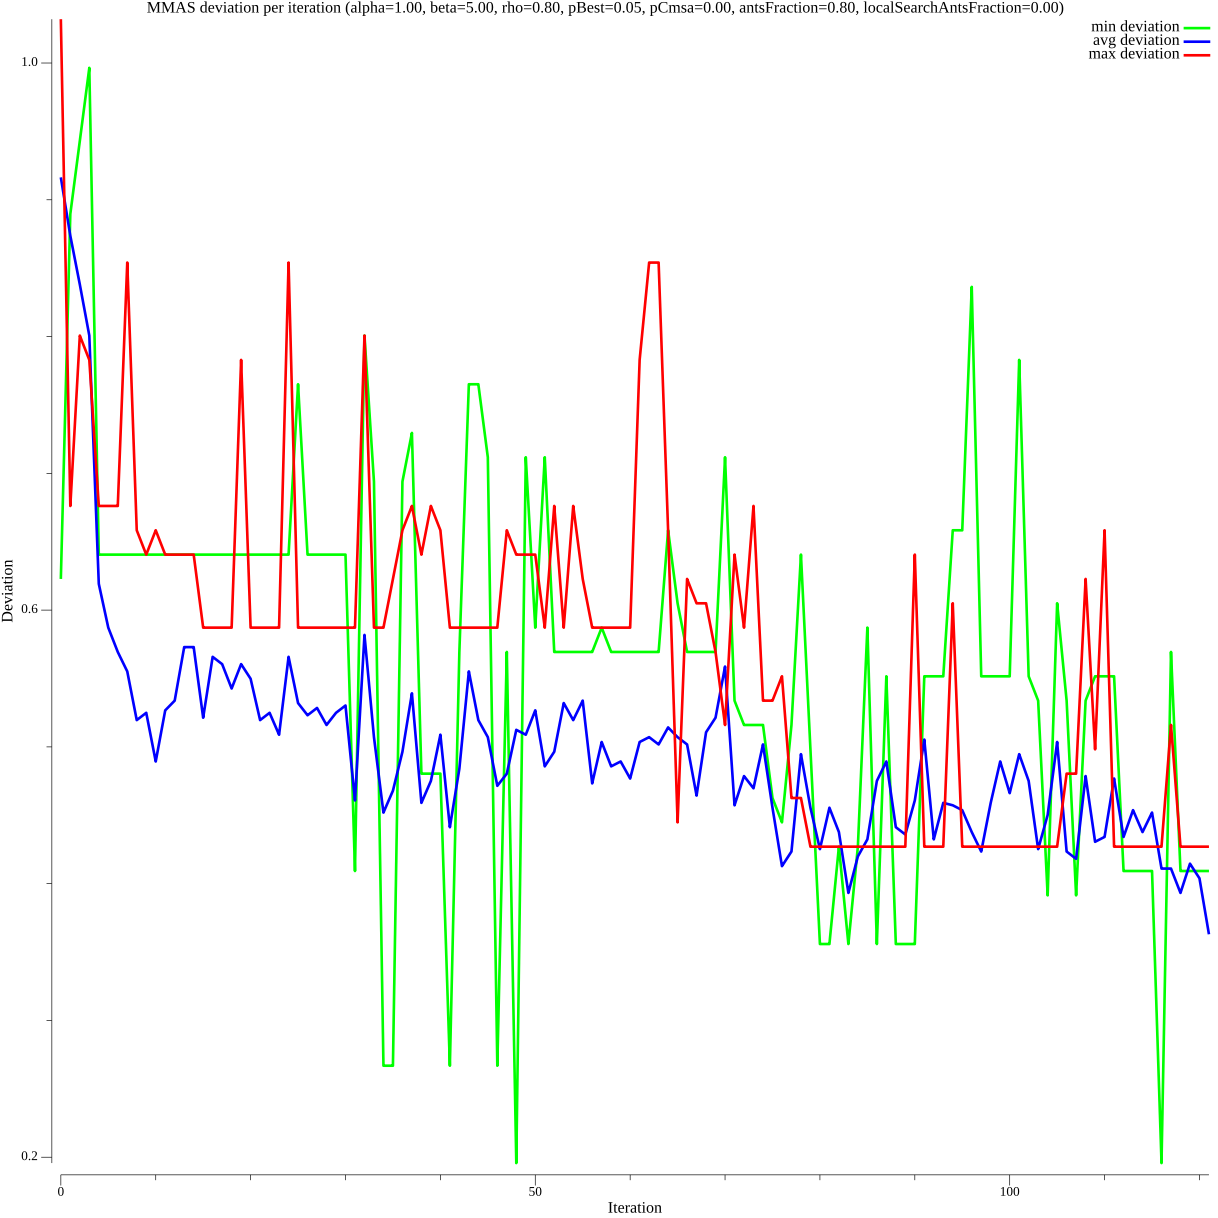 MMAS deviation per iteration (alpha=1.00, beta=5.00, rho=0.80, pBest=0.05, pCmsa=0.00, antsFraction=0.80, localSearchAntsFraction=0.00)
min deviation
avg deviation
max deviation
1.0
0.6
0.2
Deviation
0
50
100
Iteration